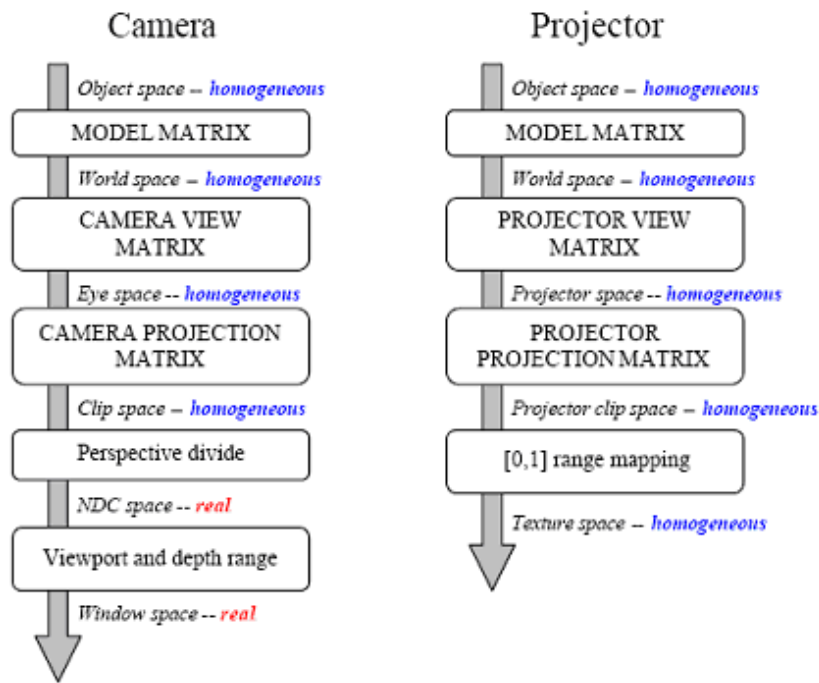 Camera
Object space – homogeneous
MODEL MATRIX
World space – homogeneous
CAMERA VIEW
MATRIX
Eye space -- homogeneous
CAMERA PROJECTION
MATRIX
Clip space – homogeneous
Perspective divide
NDC space -- real
Viewport and depth range
Window space -- real
Projector
Object space – homogeneous
MODEL MATRIX
World space – homogeneous
PROJECTOR VIEW
MATRIX
Projector space -- homogeneous
PROJECTOR
PROJECTION MATRIX
Projector clip space – homogeneous
[0,1] range mapping
Texture space – homogeneous